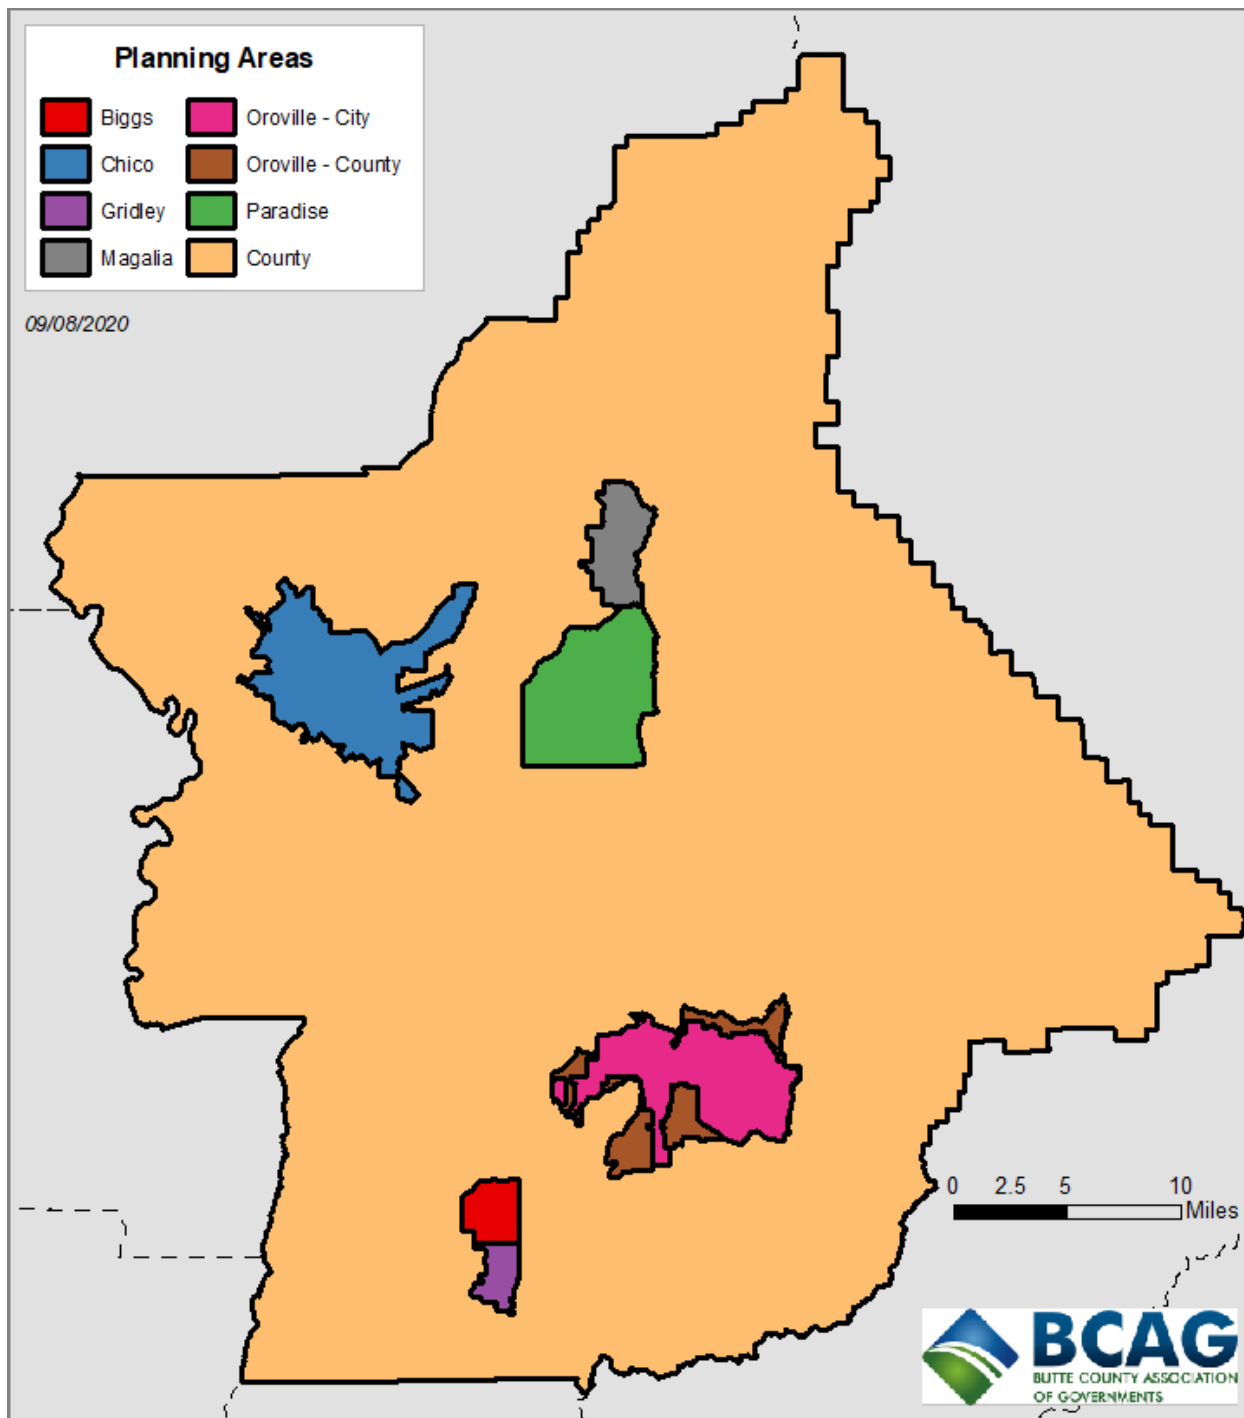 Planning Areas
Biggs
Oroville - City
Chico
Oroville - County
Gridley
Paradise
Magalia
County
09/08/2020
0 2.5 5 10
Miles
BCAG
BUTTE COUNTY ASSOCIATION
OF GOVERNMENTS